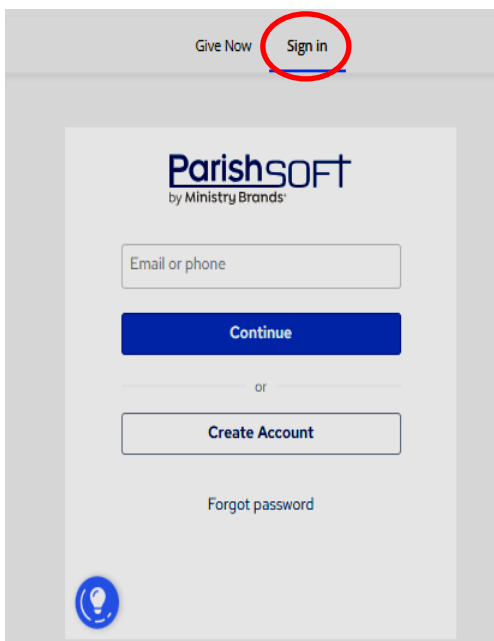 Give Now Sign in
ParishSOFT
by Ministry Brands
Email or phone
Continue
or
Create Account
Forgot password